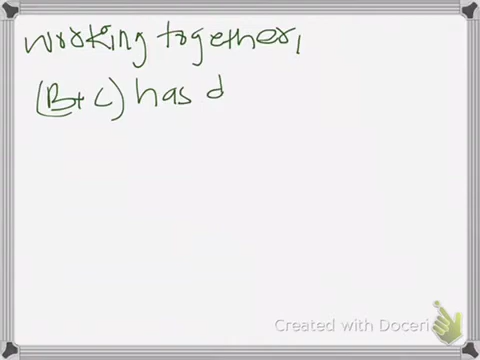 working together,
(B+C) has d
Created with Doceri